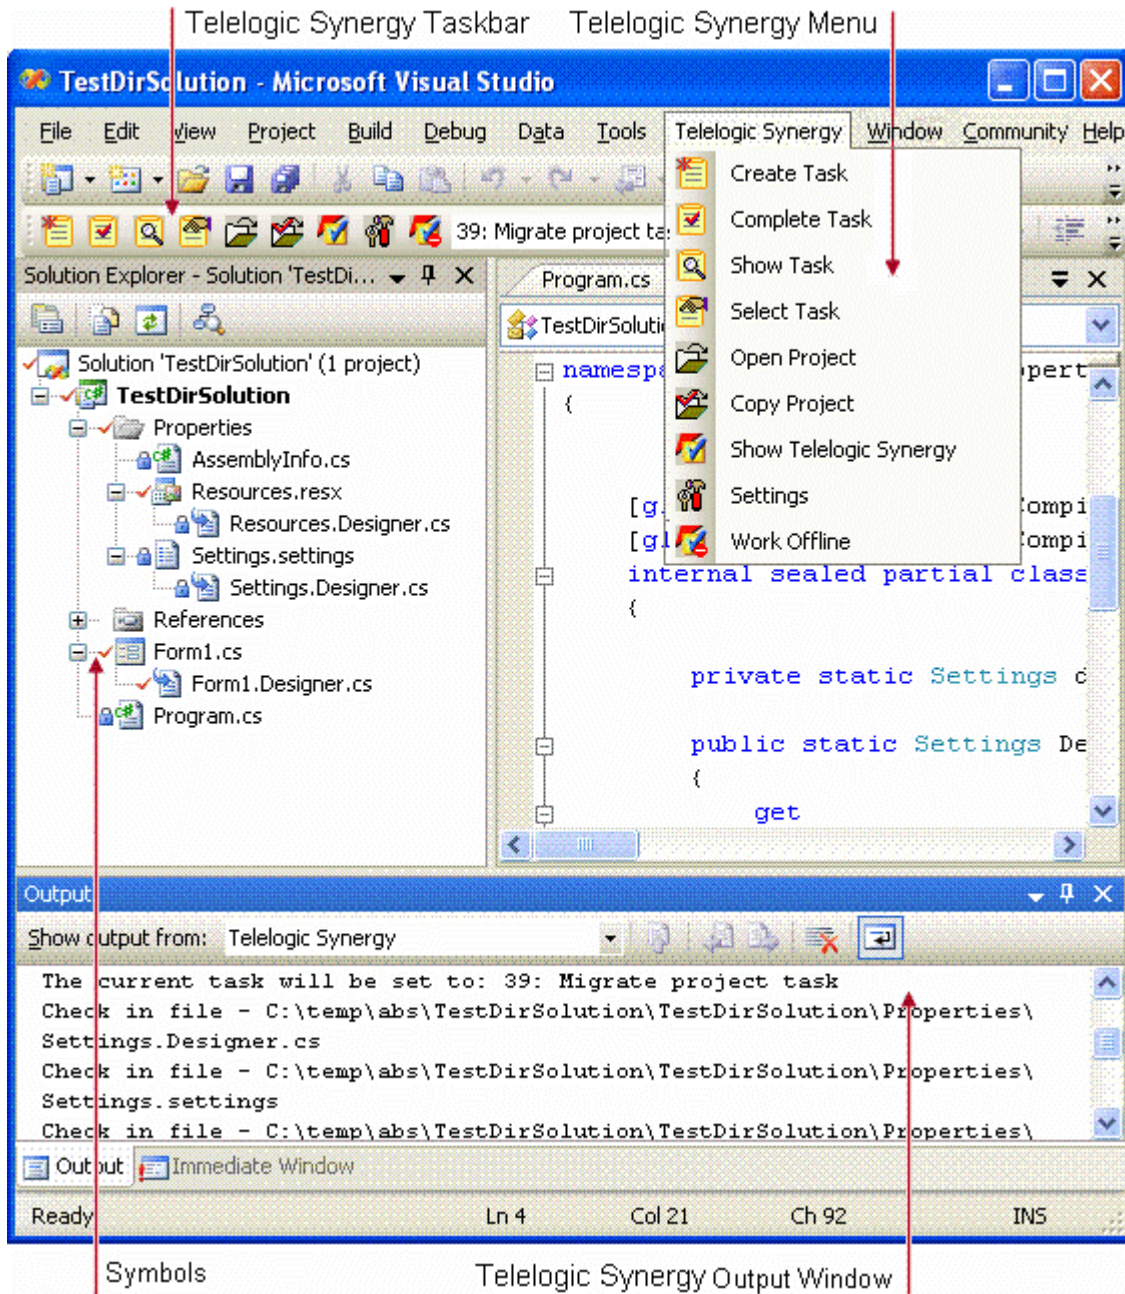 Telelogic Synergy Taskbar Telelogic Synergy Menu
TestDirSolution - Microsoft Visual Studio
File Edit View Project Build Debug Data Tools Telelogic Synergy Window Community Help
Create Task
Complete Task
Show Task
Select Task
Open Project
Copy Project
Show Telelogic Synergy
Settings
Work Offline
39: Migrate project ta
Solution Explorer - Solution 'TestDi...
Solution 'TestDirSolution' (1 project)
TestDirSolution
Properties
AssemblyInfo.cs
Resources.resx
Resources.Designer.cs
Settings.settings
Settings.Designer.cs
References
Form1.cs
Form1.Designer.cs
Program.cs
Program.cs
TestDirSoluti
namespa pert
{
[g Compi
[gl ompi
internal sealed partial class
{
private static Settings d
public static Settings De
{
get
Output
Show output from: Telelogic Synergy
The current task will be set to: 39: Migrate project task
Check in file - C:\temp\abs\TestDirSolution\TestDirSolution\Properties\
Settings.Designer.cs
Check in file - C:\temp\abs\TestDirSolution\TestDirSolution\Properties\
Settings.settings
Check in file - C:\temp\abs\TestDirSolution\TestDirSolution\Properties\
Output Immediate Window
Ready Ln 4 Col 21 Ch 92 INS
Symbols Telelogic Synergy Output Window